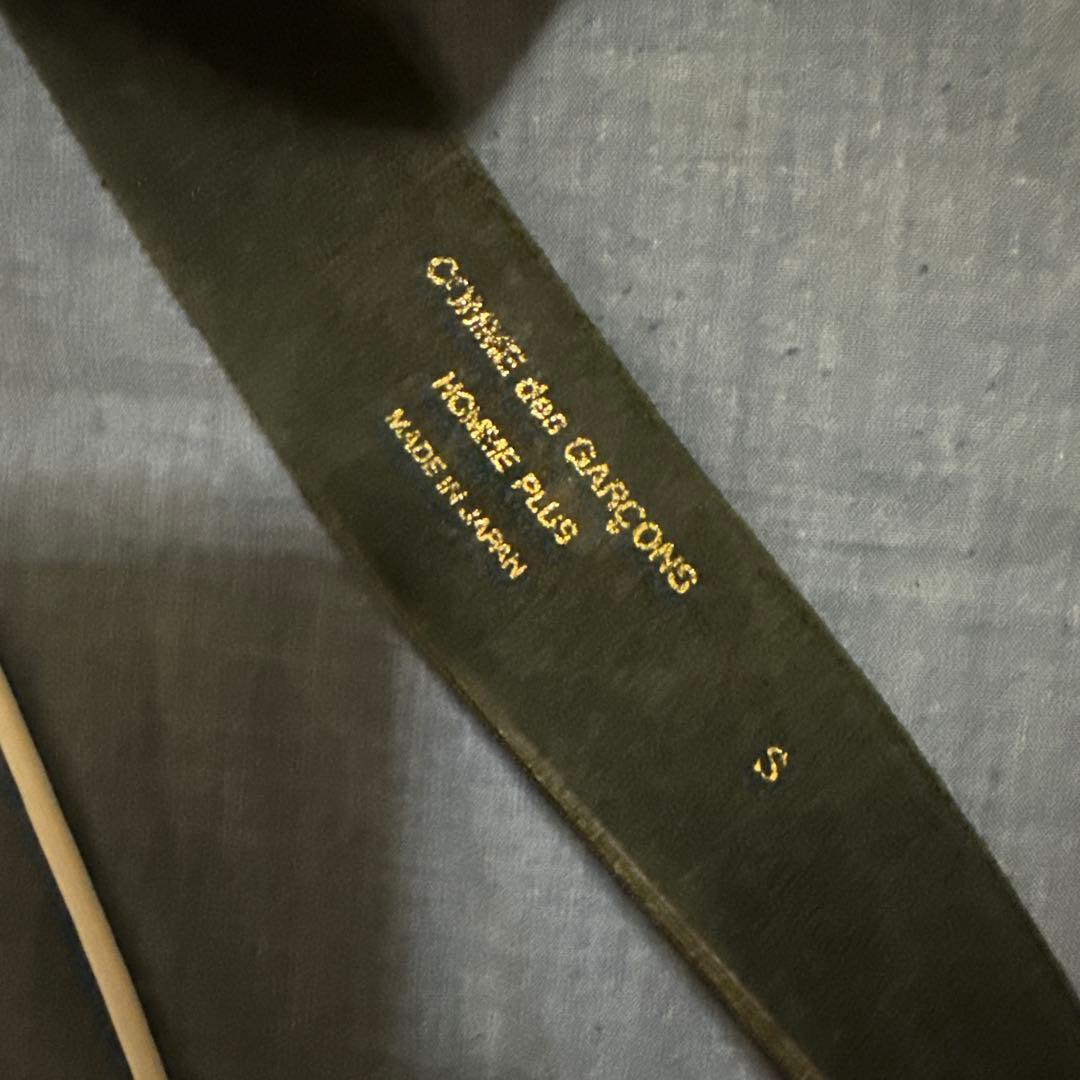 COMME des GARÇONS
HOMME PLUS
MADE IN JAPAN
S